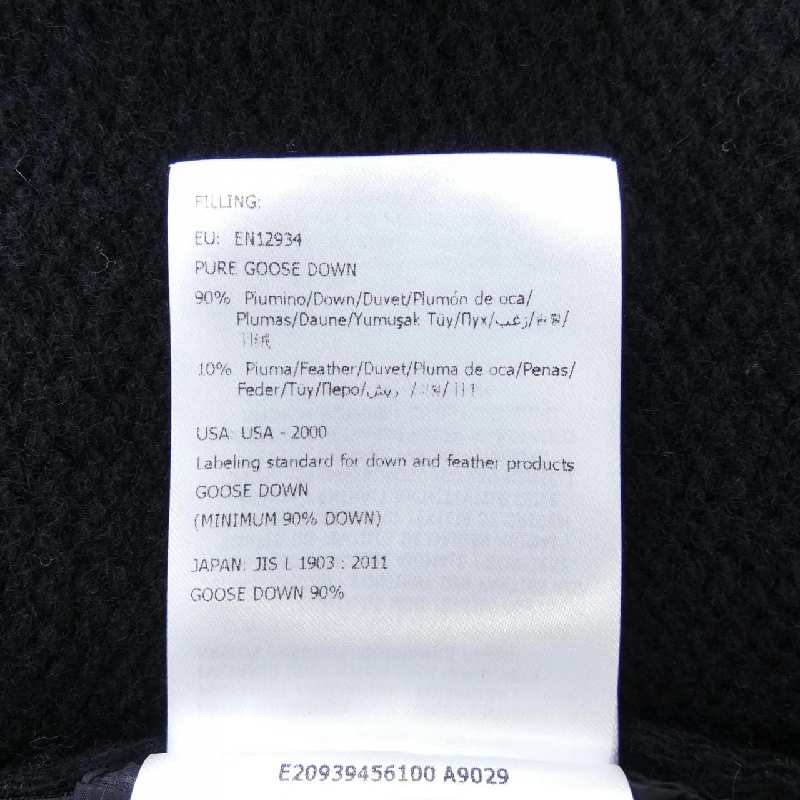 FILLING:
EU: EN12934
PURE GOOSE DOWN
90% Piumino/Down/Duvet/Plumón de oca/
Plumas/Daune/Yumuşak Tüy/Пух/زغب/
10% Piuma/Feather/Duvet/Pluma de oca/Penas/
Feder/Tüy/Перо/ريش/
USA: USA - 2000
Labeling standard for down and feather products
GOOSE DOWN
(MINIMUM 90% DOWN)
JAPAN: JIS L 1903 : 2011
GOOSE DOWN 90%
E20939456100 A9029